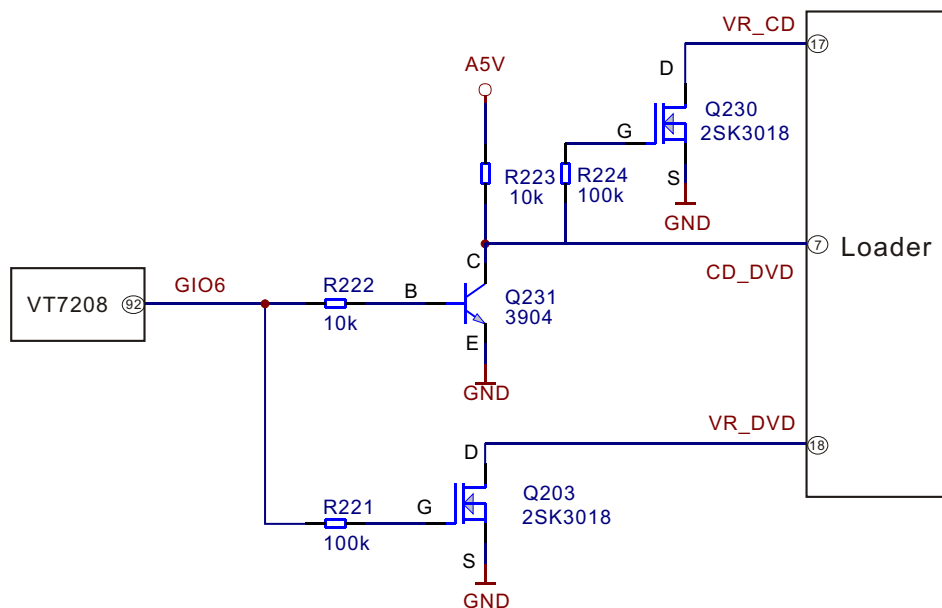 VR_CD
17
A5V
D
Q230
2SK3018
G
R223
10k
R224
100k
S
GND
7
Loader
C
CD_DVD
GIO6
VT7208
92
R222
10k
B
Q231
3904
E
GND
VR_DVD
18
D
R221
100k
G
Q203
2SK3018
S
GND